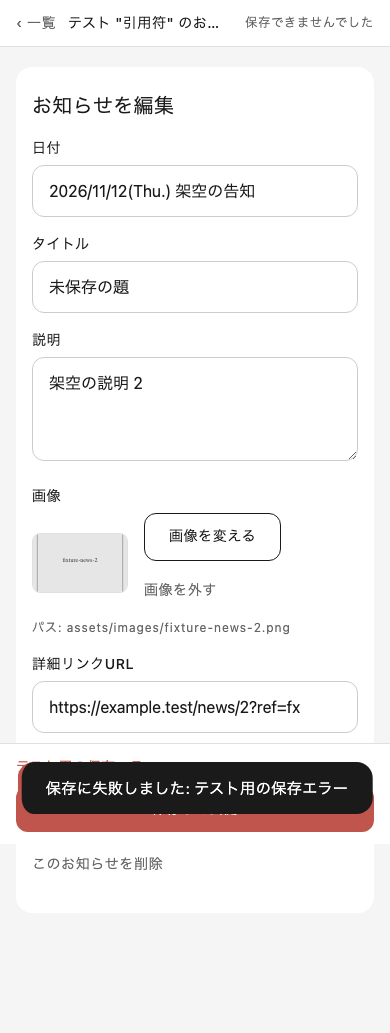 ‹ 一覧 テスト "引用符" のお… 保存できませんでした
お知らせを編集
日付
2026/11/12(Thu.) 架空の告知
タイトル
未保存の題
説明
架空の説明 2
画像
fixture-news-2
画像を変える
画像を外す
パス: assets/images/fixture-news-2.png
詳細リンクURL
https://example.test/news/2?ref=fx
保存に失敗しました: テスト用の保存エラー
このお知らせを削除